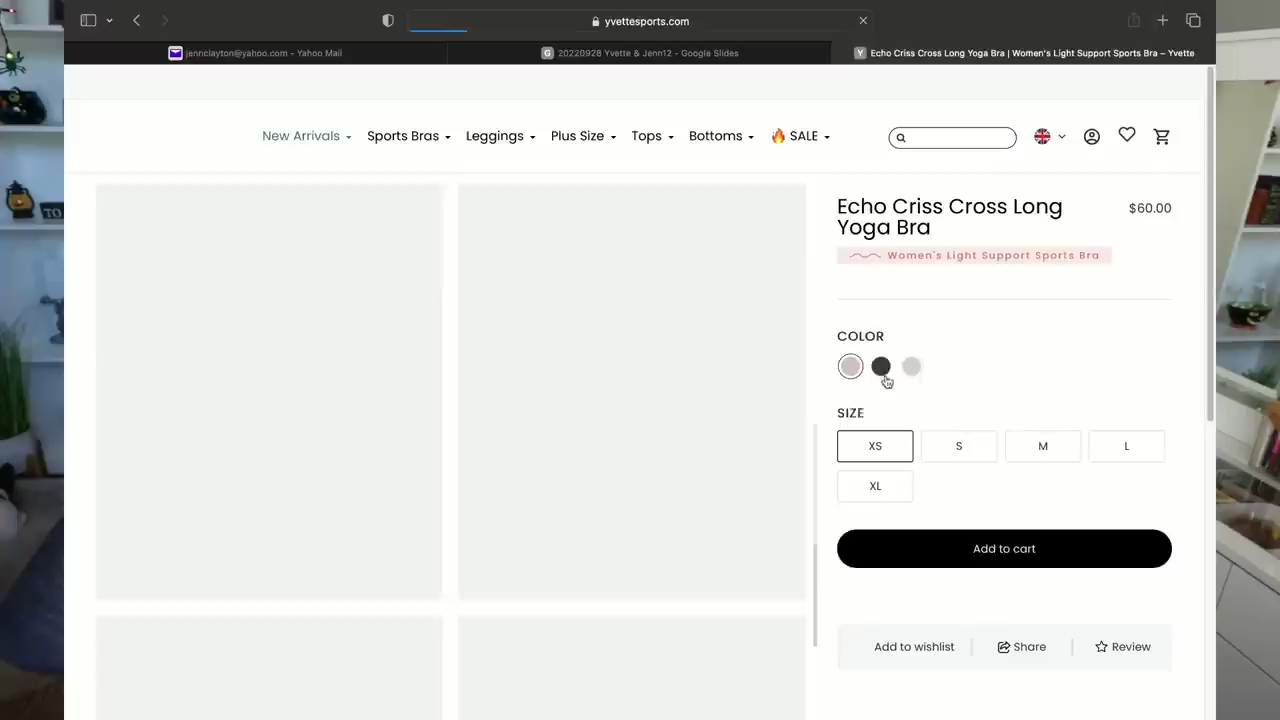 yvettesports.com
jennclayton@yahoo.com - Yahoo Mail
G 20220928 Yvette & Jenn12 - Google Slides
Y Echo Criss Cross Long Yoga Bra | Women's Light Support Sports Bra – Yvette
New Arrivals Sports Bras Leggings Plus Size Tops Bottoms 🔥 SALE
Echo Criss Cross Long
Yoga Bra
$60.00
Women's Light Support Sports Bra
COLOR
SIZE
XS S M L
XL
Add to cart
Add to wishlist Share Review
TO